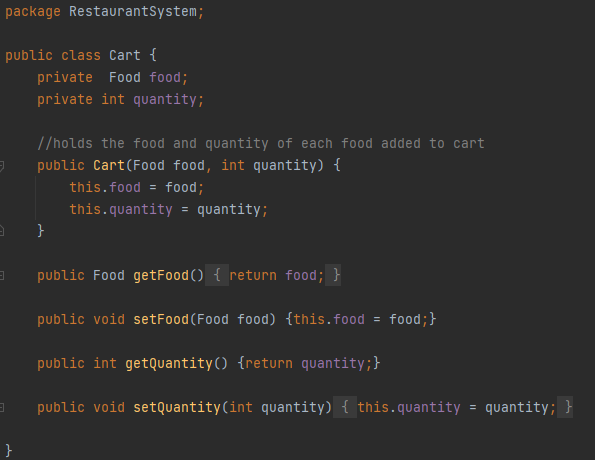 package RestaurantSystem;
public class Cart {
private  Food food;
private int quantity;
//holds the food and quantity of each food added to cart
public Cart(Food food, int quantity) {
this.food = food;
this.quantity = quantity;
}
public Food getFood() { return food; }
public void setFood(Food food) {this.food = food;}
public int getQuantity() {return quantity;}
public void setQuantity(int quantity) { this.quantity = quantity; }
}